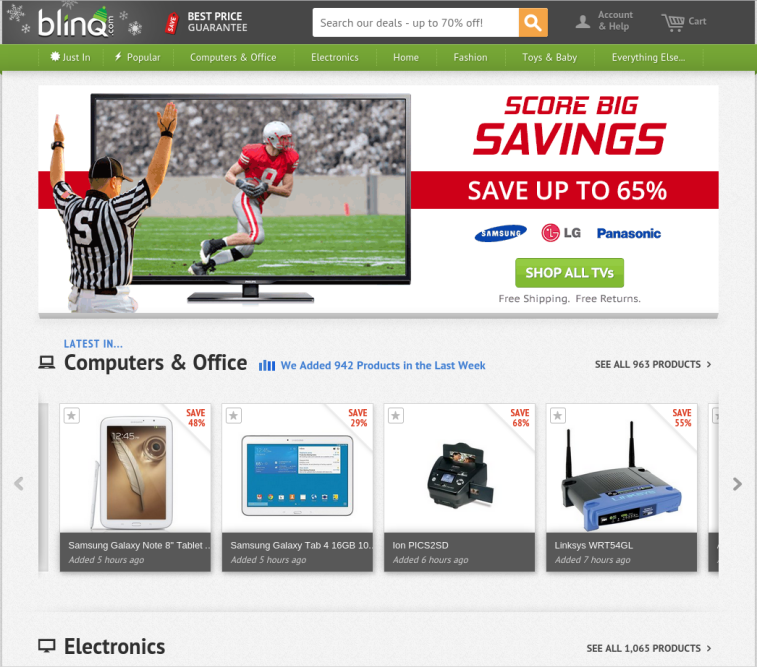 blinq.com
SAVE
BEST PRICE
GUARANTEE
Search our deals - up to 70% off!
Account
& Help
Cart
Just In
Popular
Computers & Office
Electronics
Home
Fashion
Toys & Baby
Everything Else...
SCORE BIG
SAVINGS
SAVE UP TO 65%
SAMSUNG
LG
Panasonic
SHOP ALL TVs
Free Shipping. Free Returns.
S
8
LATEST IN...
Computers & Office
We Added 942 Products in the Last Week
SEE ALL 963 PRODUCTS
SAVE
48%
12:45
SAVE
29%
SAVE
68%
SAVE
55%
Samsung Galaxy Note 8" Tablet ...
Added 5 hours ago
Samsung Galaxy Tab 4 16GB 10...
Added 5 hours ago
Ion PICS2SD
Added 6 hours ago
Linksys WRT54GL
Added 7 hours ago
Electronics
SEE ALL 1,065 PRODUCTS